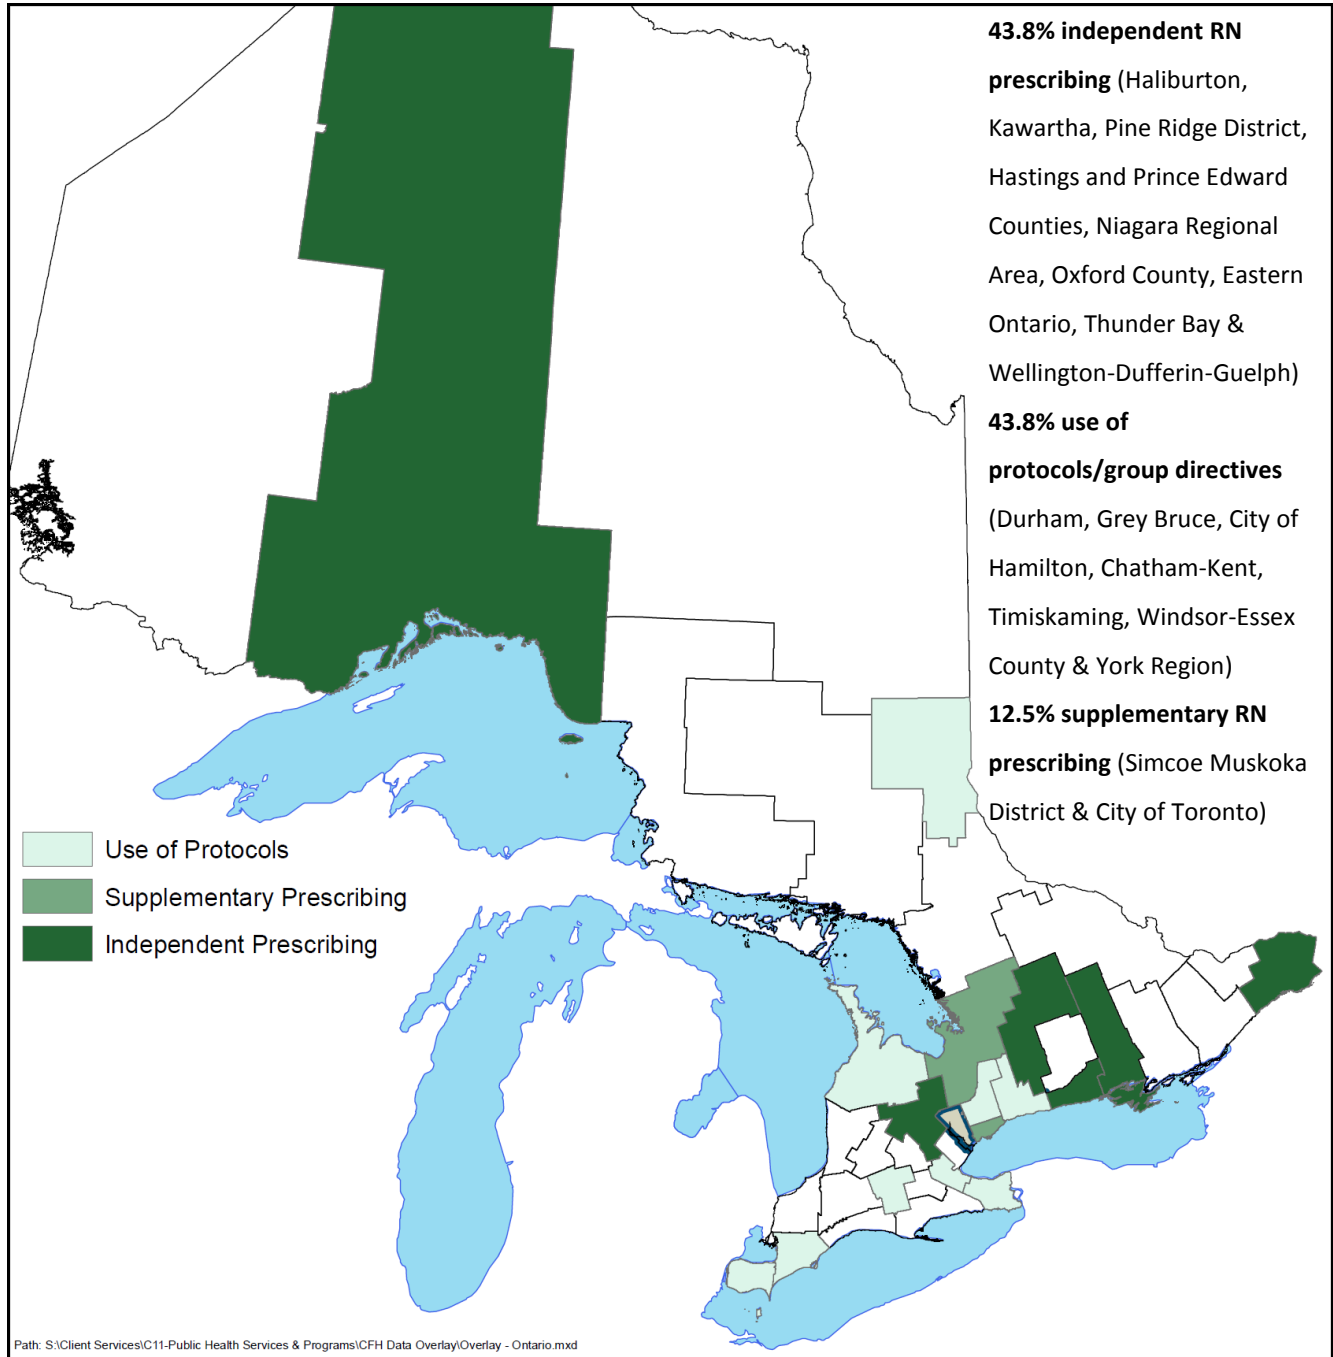 43.8% independent RN
prescribing (Haliburton,
Kawartha, Pine Ridge District,
Hastings and Prince Edward
Counties, Niagara Regional
Area, Oxford County, Eastern
Ontario, Thunder Bay &
Wellington-Dufferin-Guelph)
43.8% use of
protocols/group directives
(Durham, Grey Bruce, City of
Hamilton, Chatham-Kent,
Timiskaming, Windsor-Essex
County & York Region)
12.5% supplementary RN
prescribing (Simcoe Muskoka
District & City of Toronto)
Use of Protocols
Supplementary Prescribing
Independent Prescribing
Path: S:\Client Services\C11-Public Health Services & Programs\CFH Data Overlay\Overlay - Ontario.mxd